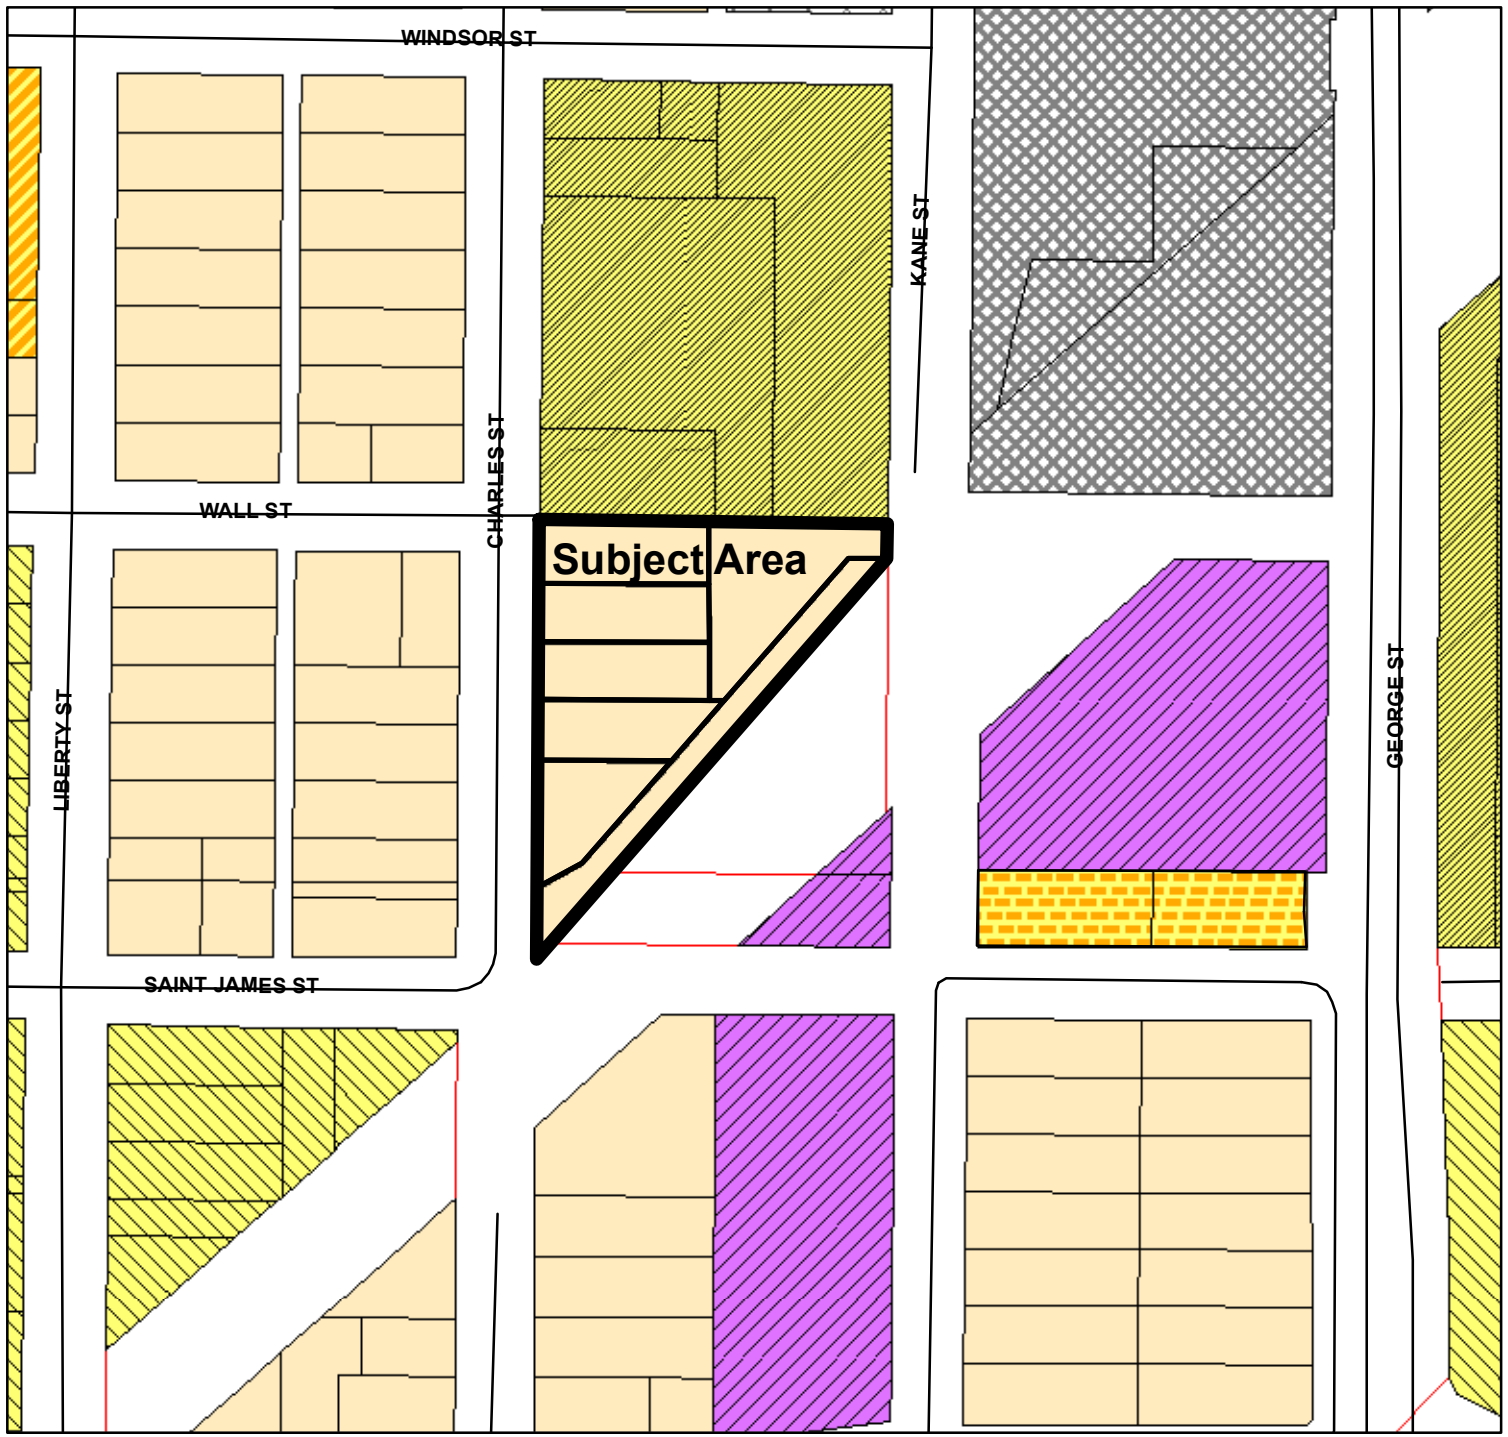 WINDSOR ST
KANE ST
CHARLES ST
WALL ST
Subject Area
LIBERTY ST
GEORGE ST
SAINT JAMES ST